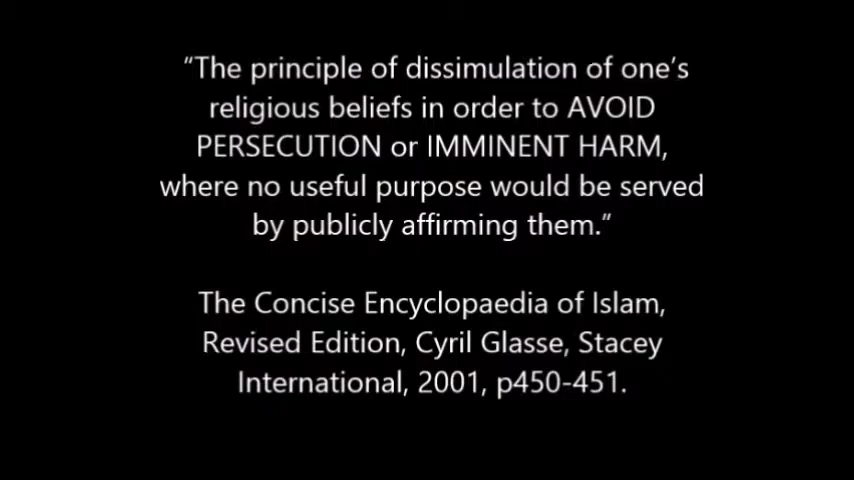 “The principle of dissimulation of one’s
religious beliefs in order to AVOID
PERSECUTION or IMMINENT HARM,
where no useful purpose would be served
by publicly affirming them.”
The Concise Encyclopaedia of Islam,
Revised Edition, Cyril Glasse, Stacey
International, 2001, p450-451.